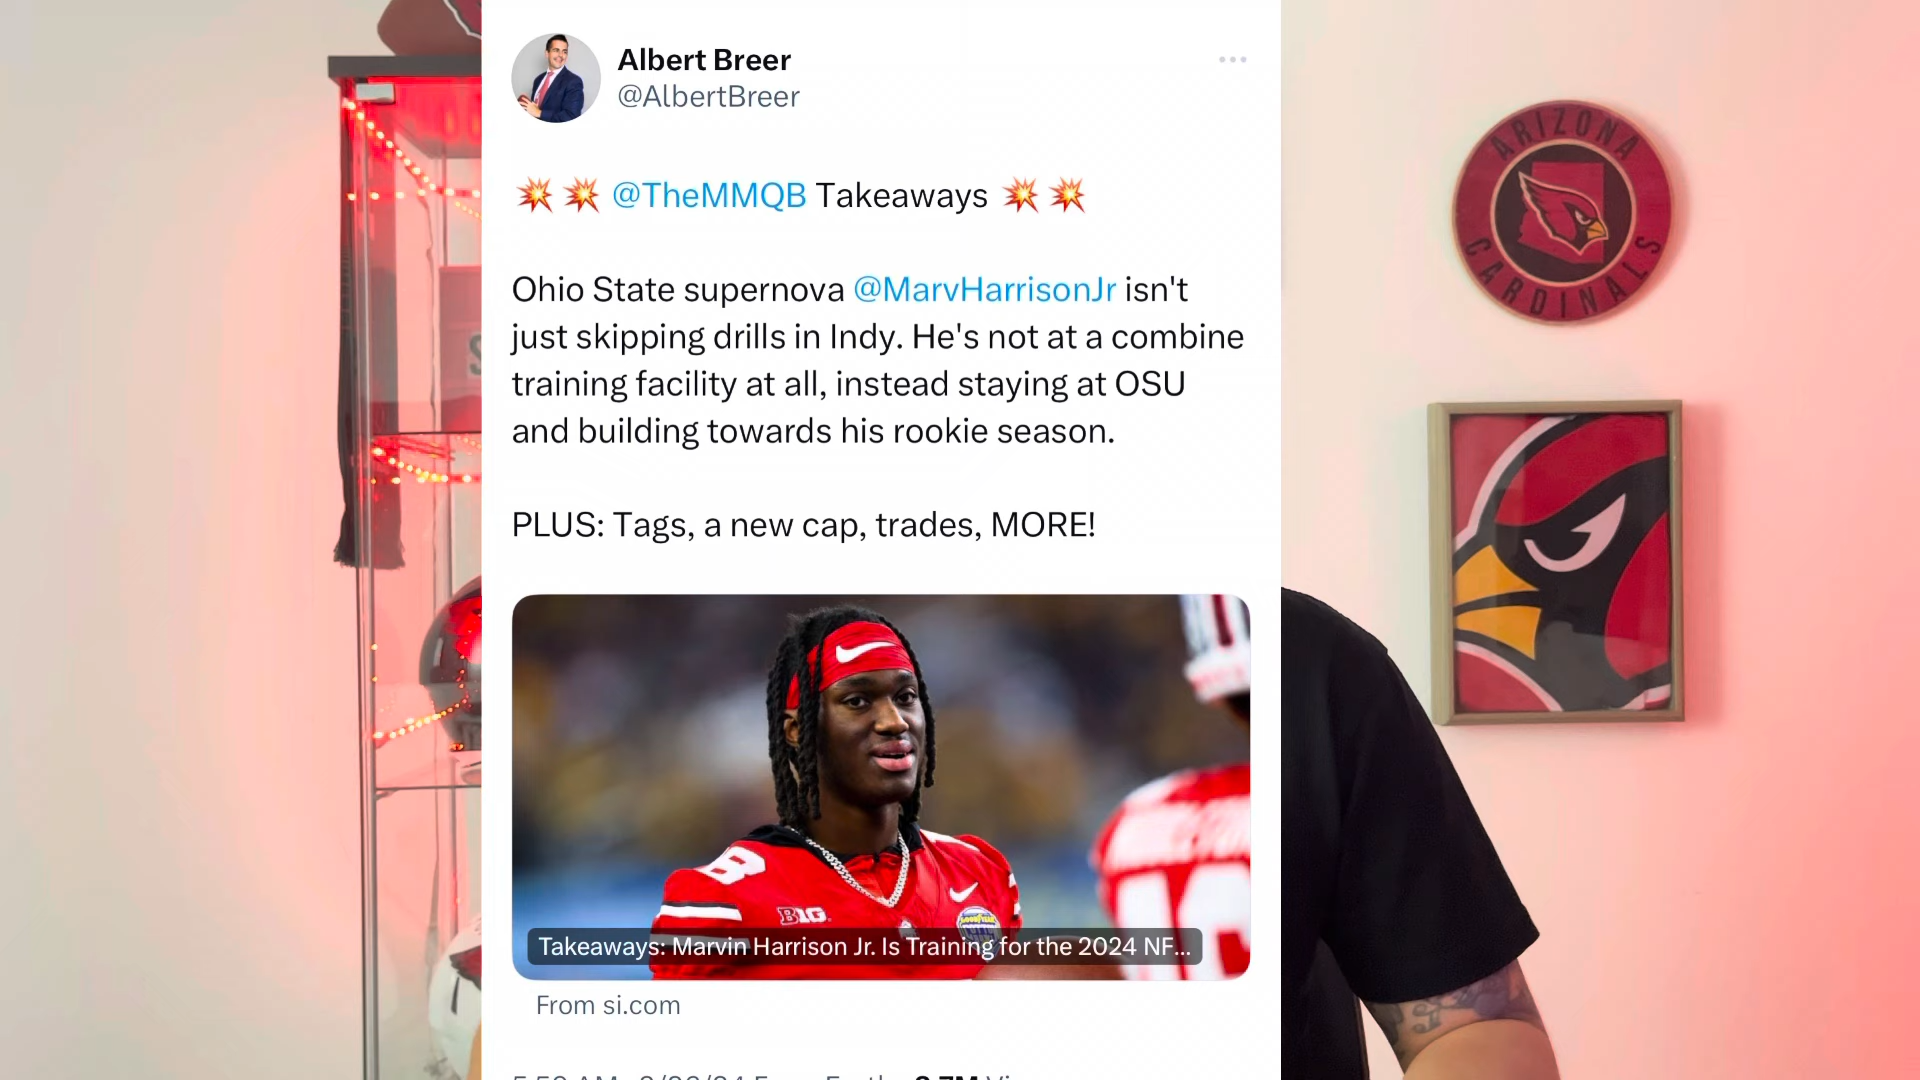 Albert Breer
@AlbertBreer
💥 💥 @TheMMQB Takeaways 💥 💥
Ohio State supernova @MarvHarrisonJr isn't
just skipping drills in Indy. He's not at a combine
training facility at all, instead staying at OSU
and building towards his rookie season.
PLUS: Tags, a new cap, trades, MORE!
B1G
GOODYEAR
Takeaways: Marvin Harrison Jr. Is Training for the 2024 NF...
From si.com
ARIZONA
CARDINALS